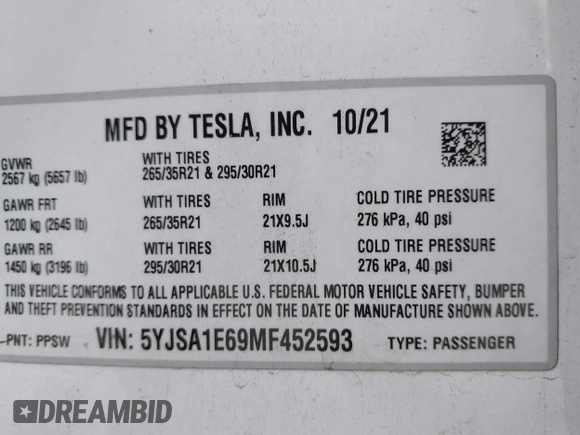 MFD BY TESLA, INC. 10/21
GVWR WITH TIRES
2567 kg (5657 lb) 265/35R21 & 295/30R21
GAWR FRT WITH TIRES RIM COLD TIRE PRESSURE
1200 kg (2645 lb) 265/35R21 21X9.5J 276 kPa, 40 psi
GAWR RR WITH TIRES RIM COLD TIRE PRESSURE
1450 kg (3196 lb) 295/30R21 21X10.5J 276 kPa, 40 psi
THIS VEHICLE CONFORMS TO ALL APPLICABLE U.S. FEDERAL MOTOR VEHICLE SAFETY, BUMPER
AND THEFT PREVENTION STANDARDS IN EFFECT ON THE DATE OF MANUFACTURE SHOWN ABOVE.
PNT: PPSW VIN: 5YJSA1E69MF452593 TYPE: PASSENGER
DREAMBID